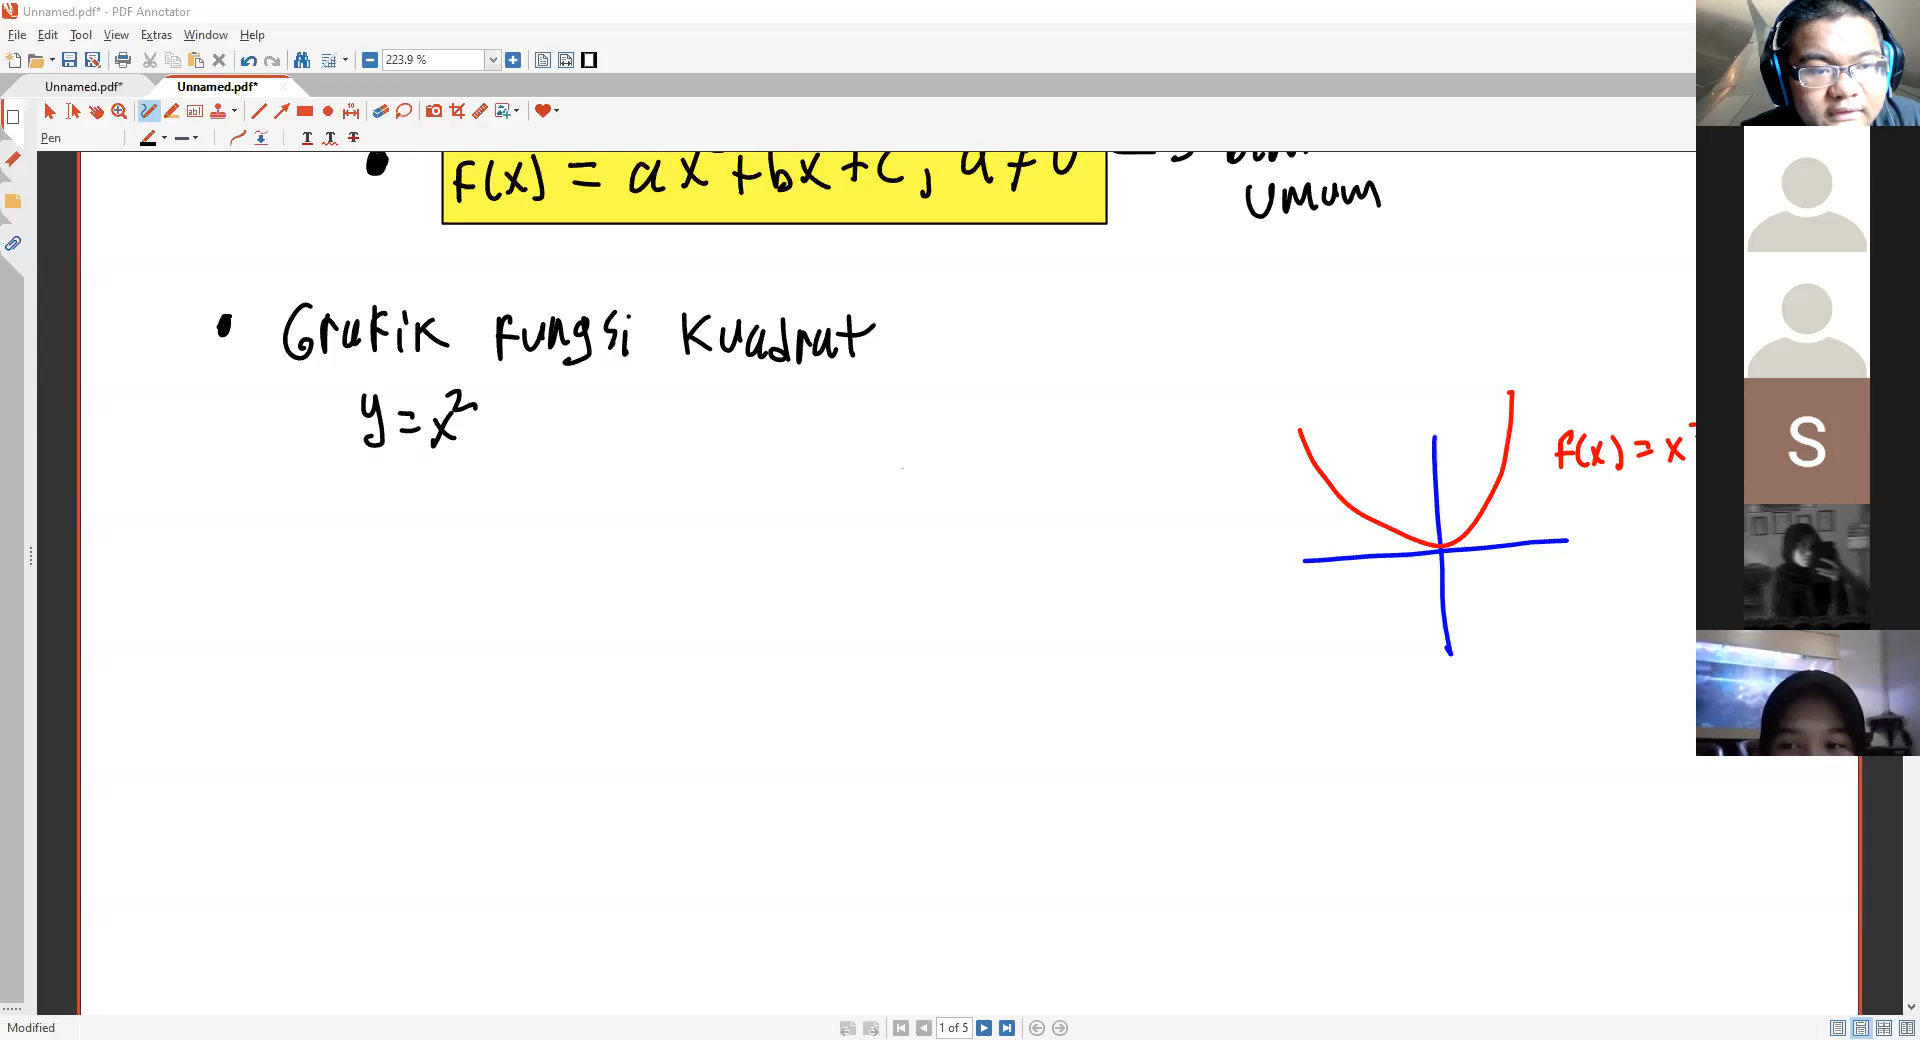 Unnamed.pdf* - PDF Annotator
File Edit Tool View Extras Window Help
223.9 %
Unnamed.pdf* Unnamed.pdf*
Pen
f(x) = ax +bx+c, a≠0
Umum
• Grafik Fungsi Kuadrat
y=x²
f(x)=x
S
Modified
1 of 5